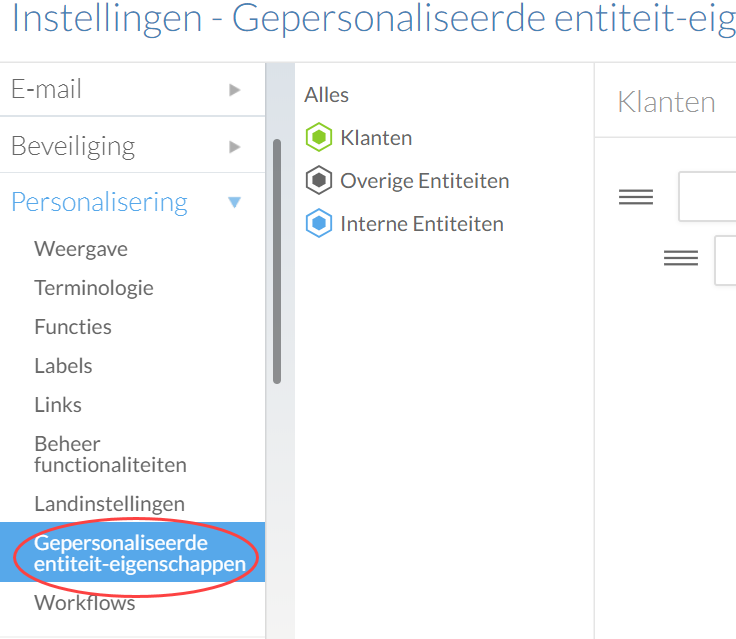 Instellingen - Gepersonaliseerde entiteit-eig
E-mail
Beveiliging
Personalisering
Weergave
Terminologie
Functies
Labels
Links
Beheer
functionaliteiten
Landinstellingen
Gepersonaliseerde
entiteit-eigenschappen
Workflows
Alles
Klanten
Overige Entiteiten
Interne Entiteiten
Klanten